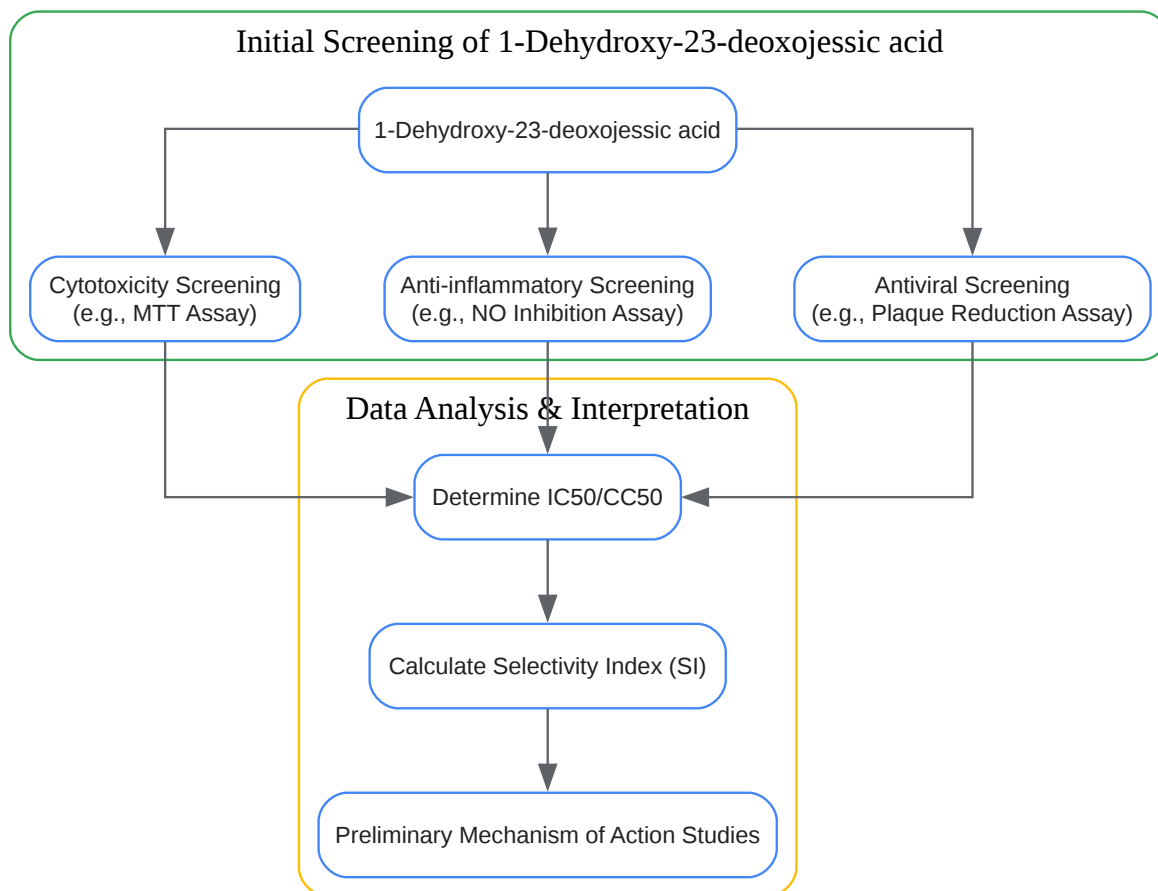 Initial Screening of 1-Dehydroxy-23-deoxojessic acid
1-Dehydroxy-23-deoxojessic acid
Cytotoxicity Screening
(e.g., MTT Assay)
Anti-inflammatory Screening
(e.g., NO Inhibition Assay)
Antiviral Screening
(e.g., Plaque Reduction Assay)
Data Analysis & Interpretation
Determine IC50/CC50
Calculate Selectivity Index (SI)
Preliminary Mechanism of Action Studies